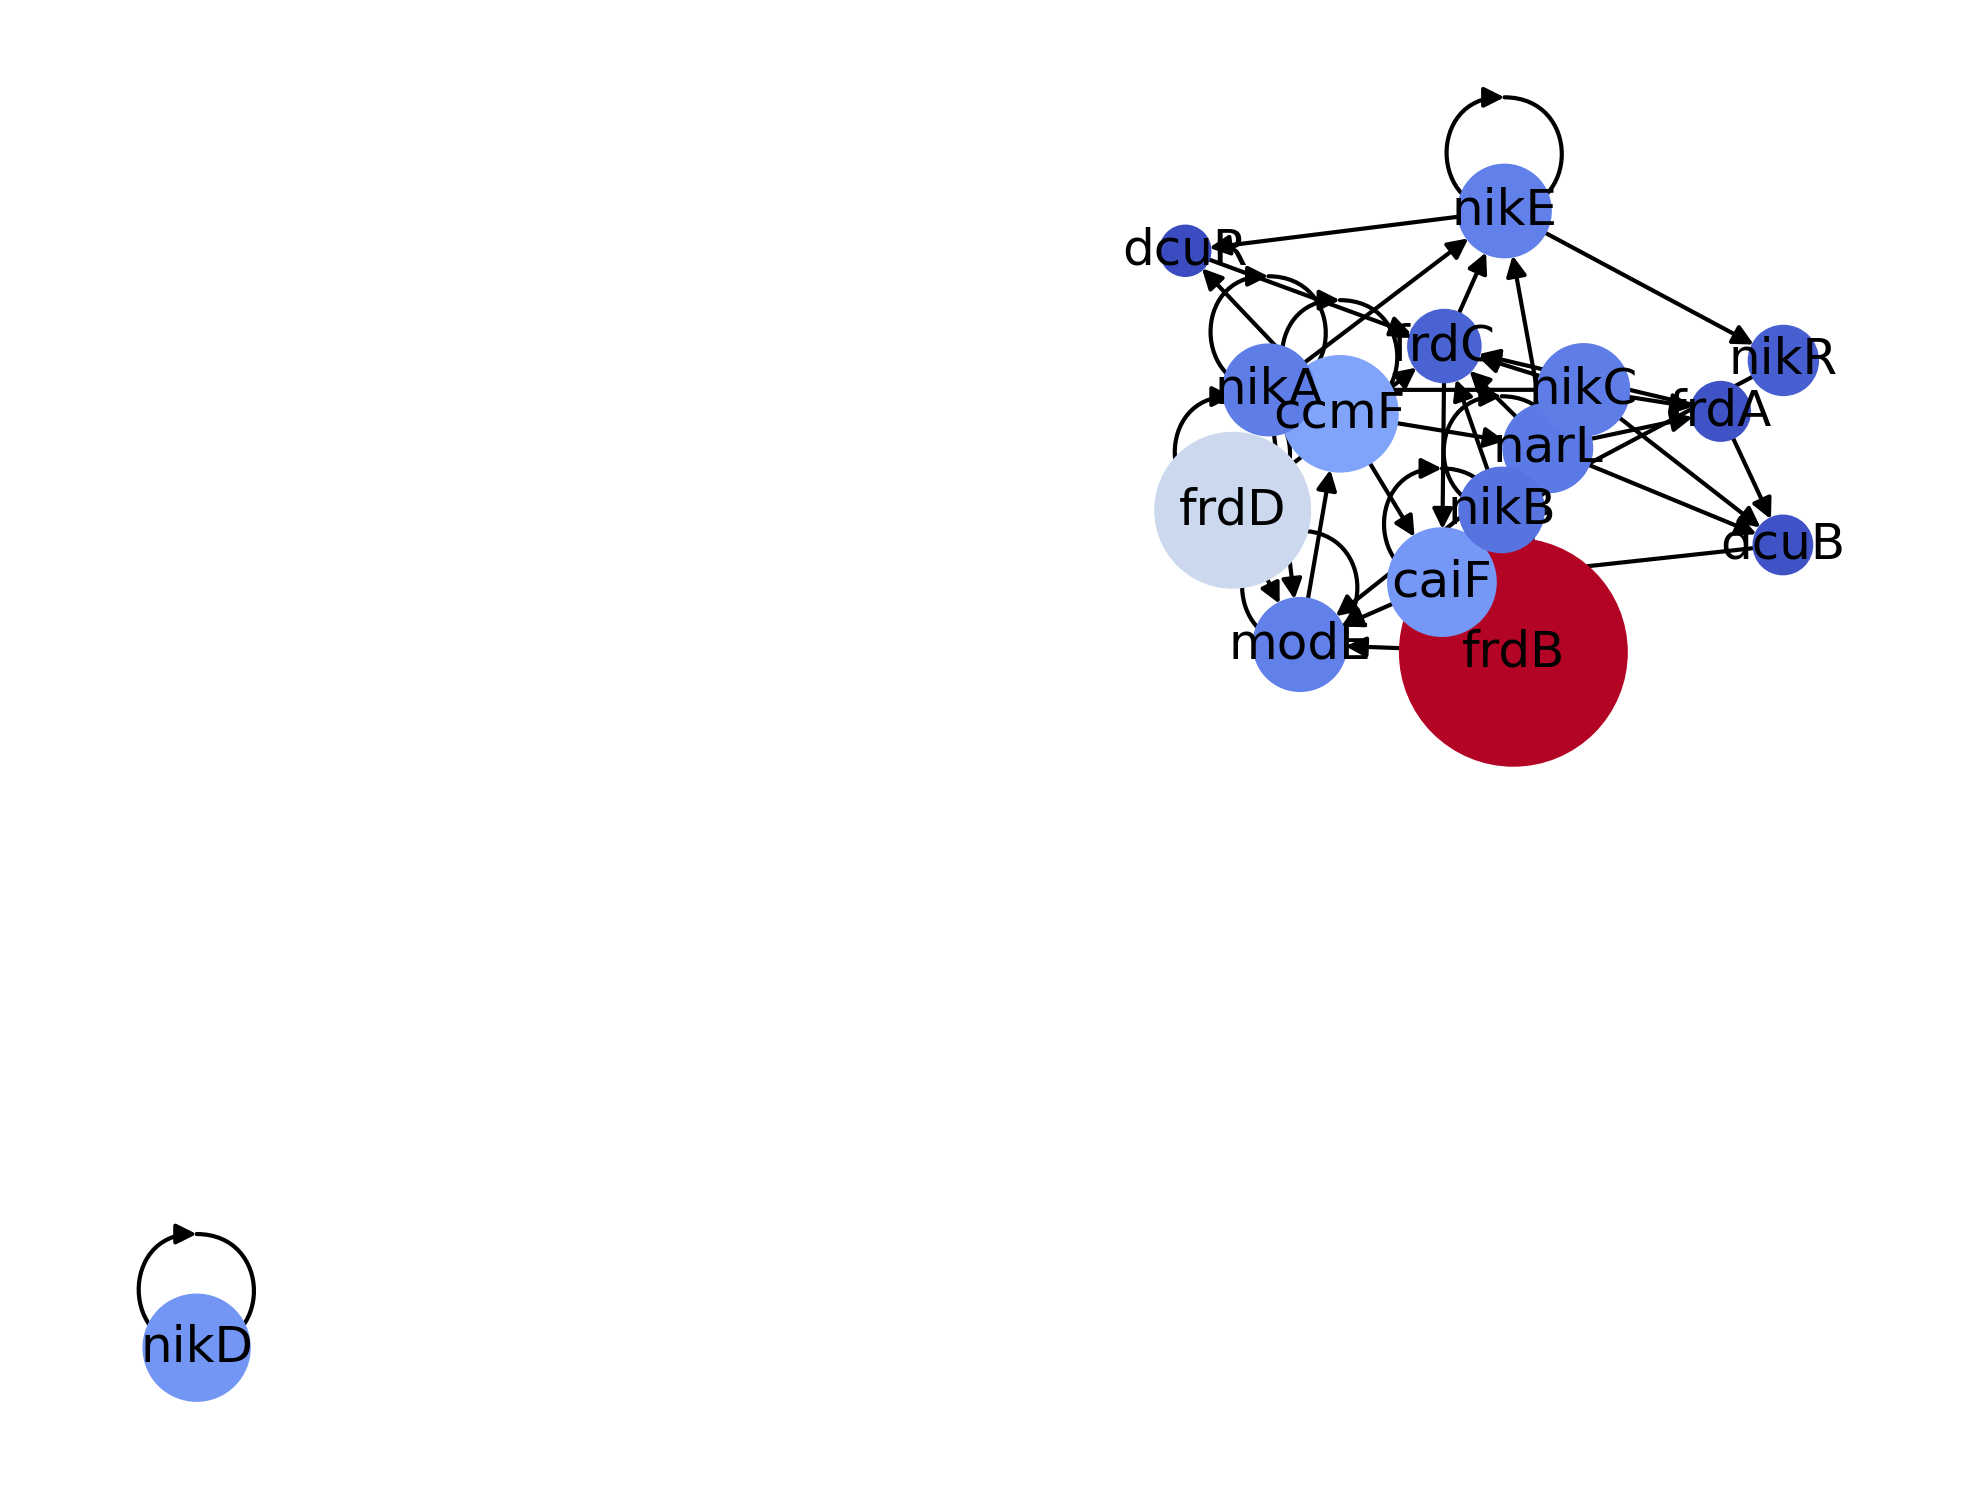 nikE
dcuR
frdC
nikR
nikA
nikC
ccmF
frdA
narL
frdD
nikB
dcuB
caiF
modE
frdB
nikD